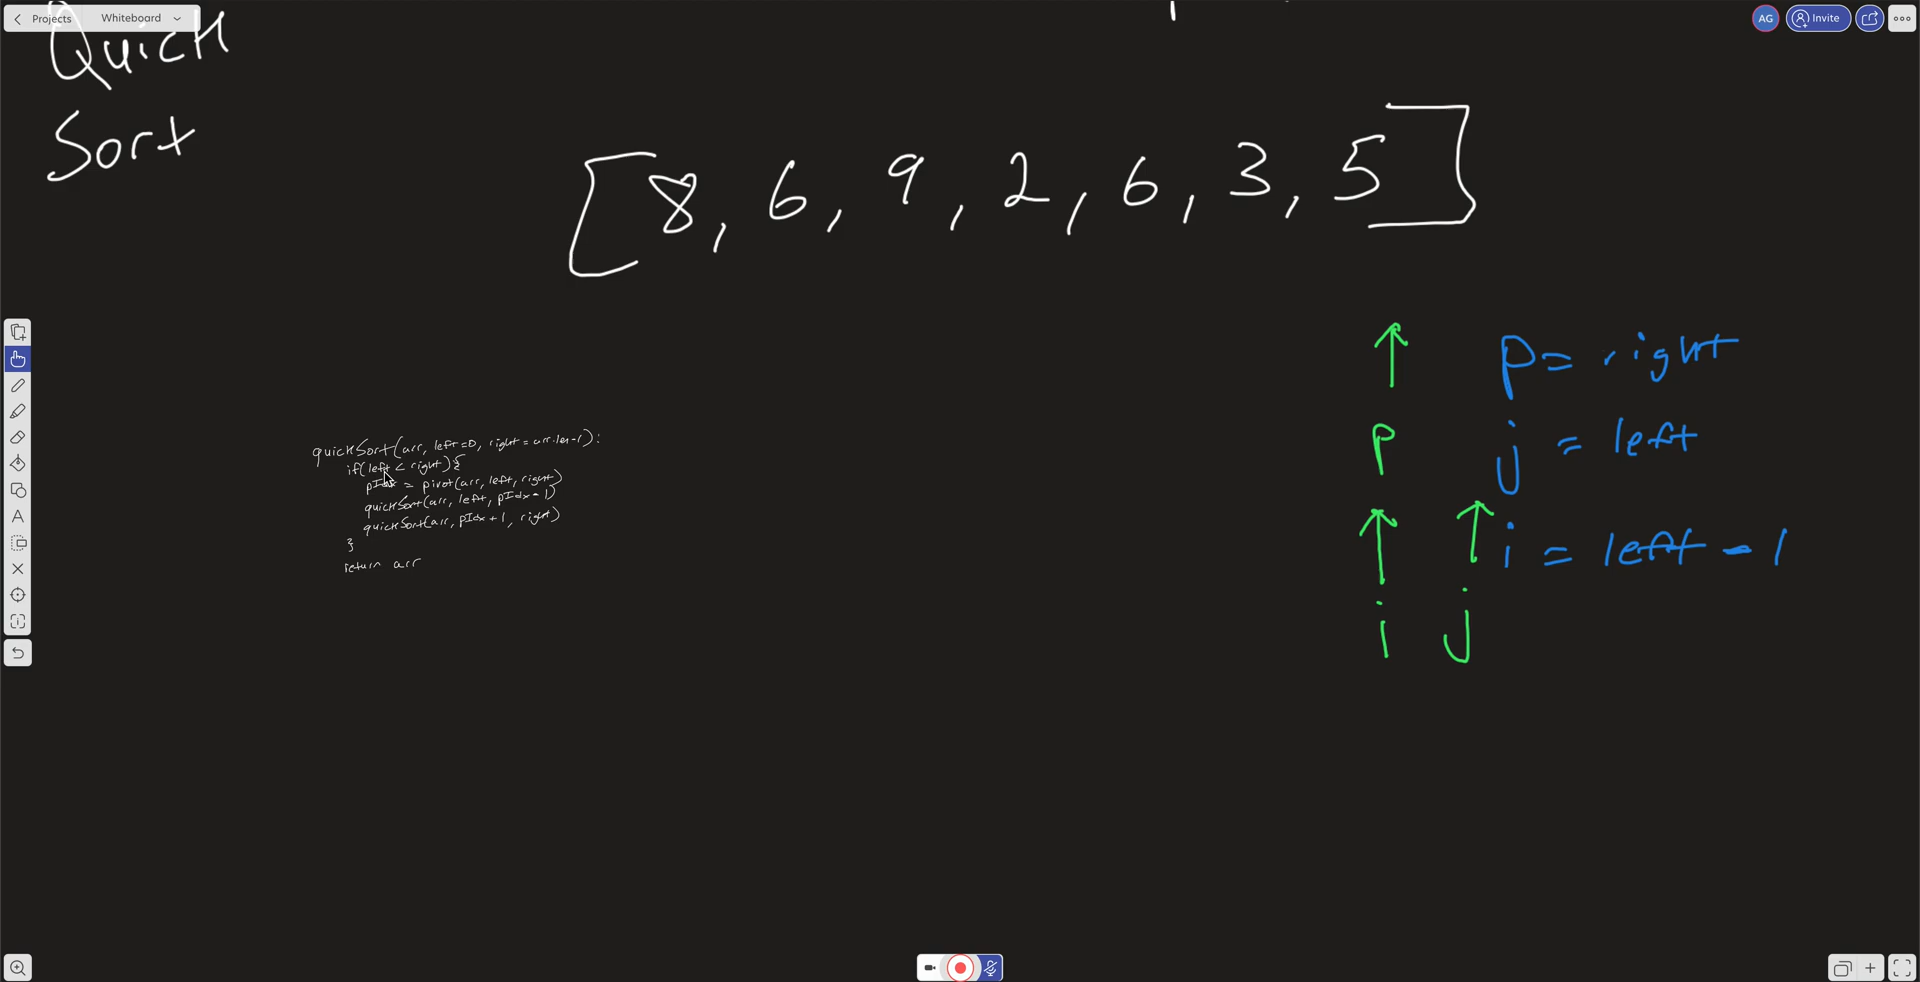 Projects
Whiteboard
AG
Invite
Quick
Sort
[8, 6, 9, 2, 6, 3, 5]
p = right
p
j = left
i = left - 1
i
j
quickSort(arr, left=0, right = arr.len-1):
if(left < right){
pIdx = pivot(arr, left, right)
quickSort(arr, left, pIdx - 1)
quickSort(arr, pIdx + 1, right)
}
return arr
A